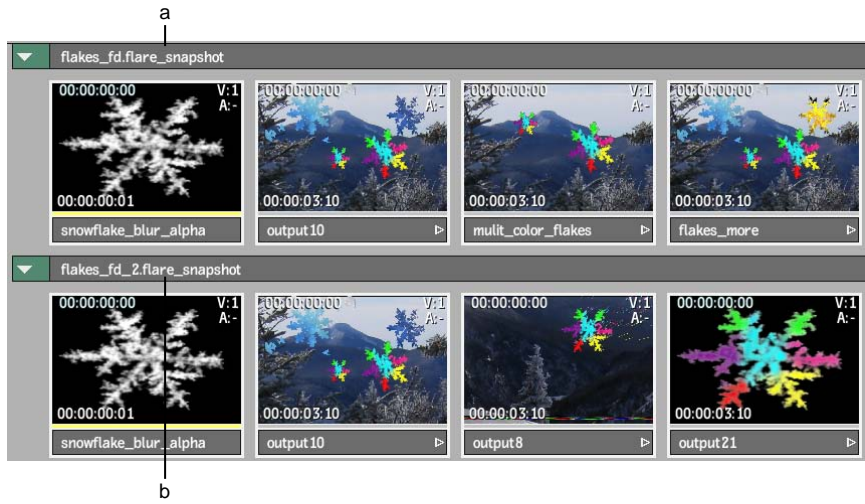 a
flakes_fd.flare_snapshot
00:00:00:00 V:1 A:-
00:00:00:01
snowflake_blur_alpha
00:00:00:00 V:1 A:-
00:00:03:10
output10
00:00:00:00 V:1 A:-
00:00:03:10
mulit_color_flakes
00:00:00:00 V:1 A:-
00:00:03:10
flakes_more
flakes_fd_2.flare_snapshot
00:00:00:00 V:1 A:-
00:00:00:01
snowflake_blur_alpha
00:00:00:00 V:1 A:-
00:00:03:10
output10
00:00:00:00 V:1 A:-
00:00:03:10
output8
00:00:00:00 V:1 A:-
00:00:03:10
output21
b